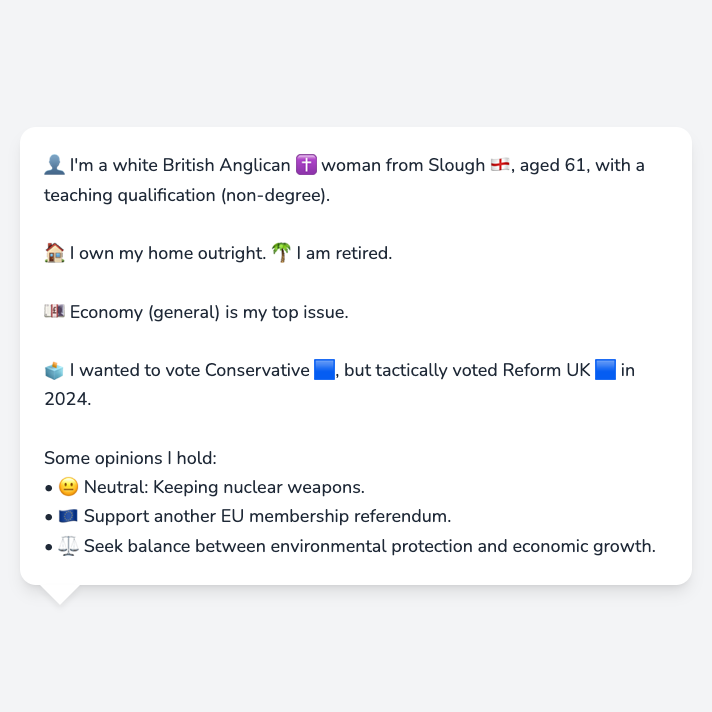 👤 I'm a white British Anglican ✝️ woman from Slough 🏴󠁧󠁢󠁥󠁮󠁧󠁿, aged 61, with a
teaching qualification (non-degree).
🏠 I own my home outright. 🌴 I am retired.
💷 Economy (general) is my top issue.
🗳️ I wanted to vote Conservative 🟦, but tactically voted Reform UK 🟦 in
2024.
Some opinions I hold:
• 😐 Neutral: Keeping nuclear weapons.
• 🇪🇺 Support another EU membership referendum.
• ⚖️ Seek balance between environmental protection and economic growth.